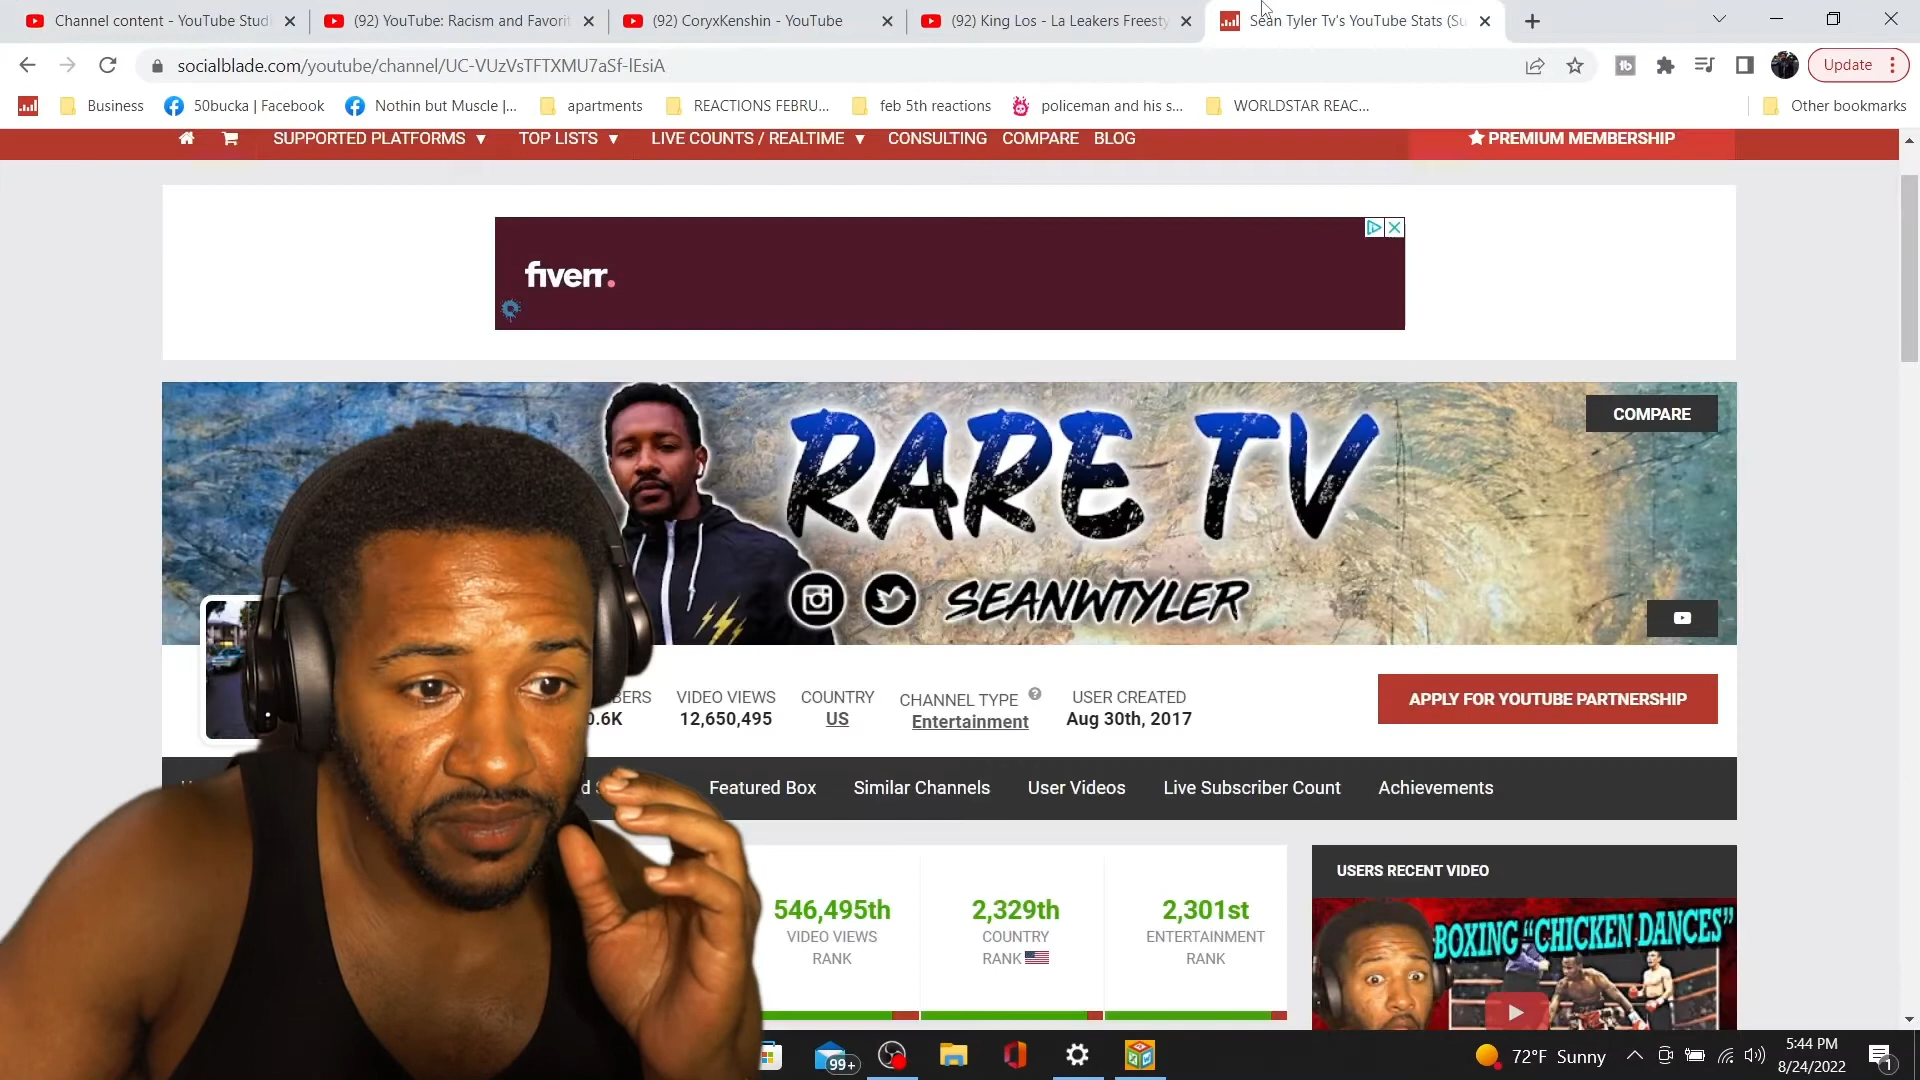 Channel content - YouTube Studi
(92) YouTube: Racism and Favorit
(92) CoryxKenshin - YouTube
(92) King Los - La Leakers Freesty
Sean Tyler Tv's YouTube Stats (Su
socialblade.com/youtube/channel/UC-VUzVsTFTXMU7aSf-lEsiA
Update
Business
50bucka | Facebook
Nothin but Muscle |...
apartments
REACTIONS FEBRU...
feb 5th reactions
policeman and his s...
WORLDSTAR REAC...
Other bookmarks
SUPPORTED PLATFORMS
TOP LISTS
LIVE COUNTS / REALTIME
CONSULTING
COMPARE
BLOG
PREMIUM MEMBERSHIP
fiverr.
COMPARE
RARE TV
SEANWTYLER
BERS
VIDEO VIEWS
COUNTRY
CHANNEL TYPE
USER CREATED
0.6K
12,650,495
US
Entertainment
Aug 30th, 2017
APPLY FOR YOUTUBE PARTNERSHIP
Featured Box
Similar Channels
User Videos
Live Subscriber Count
Achievements
546,495th
VIDEO VIEWS
RANK
2,329th
COUNTRY
RANK
2,301st
ENTERTAINMENT
RANK
USERS RECENT VIDEO
BOXING "CHICKEN DANCES"
99+
72°F Sunny
5:44 PM
8/24/2022
1